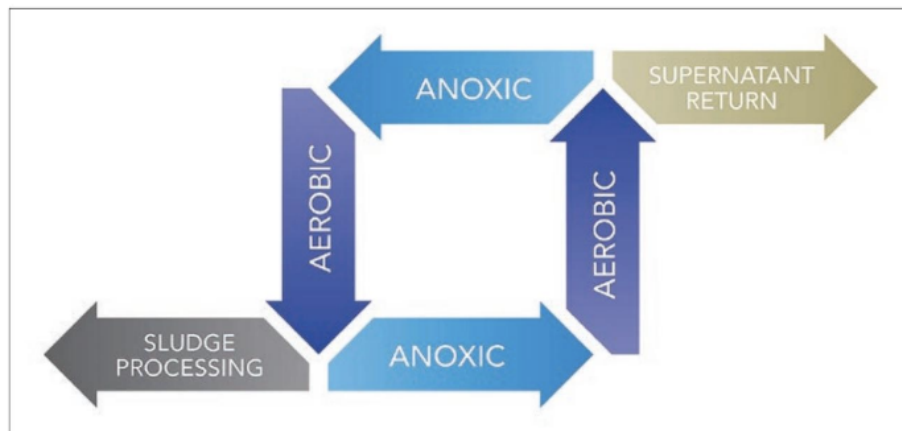 ANOXIC
SUPERNATANT
RETURN
AEROBIC
AEROBIC
SLUDGE
PROCESSING
ANOXIC